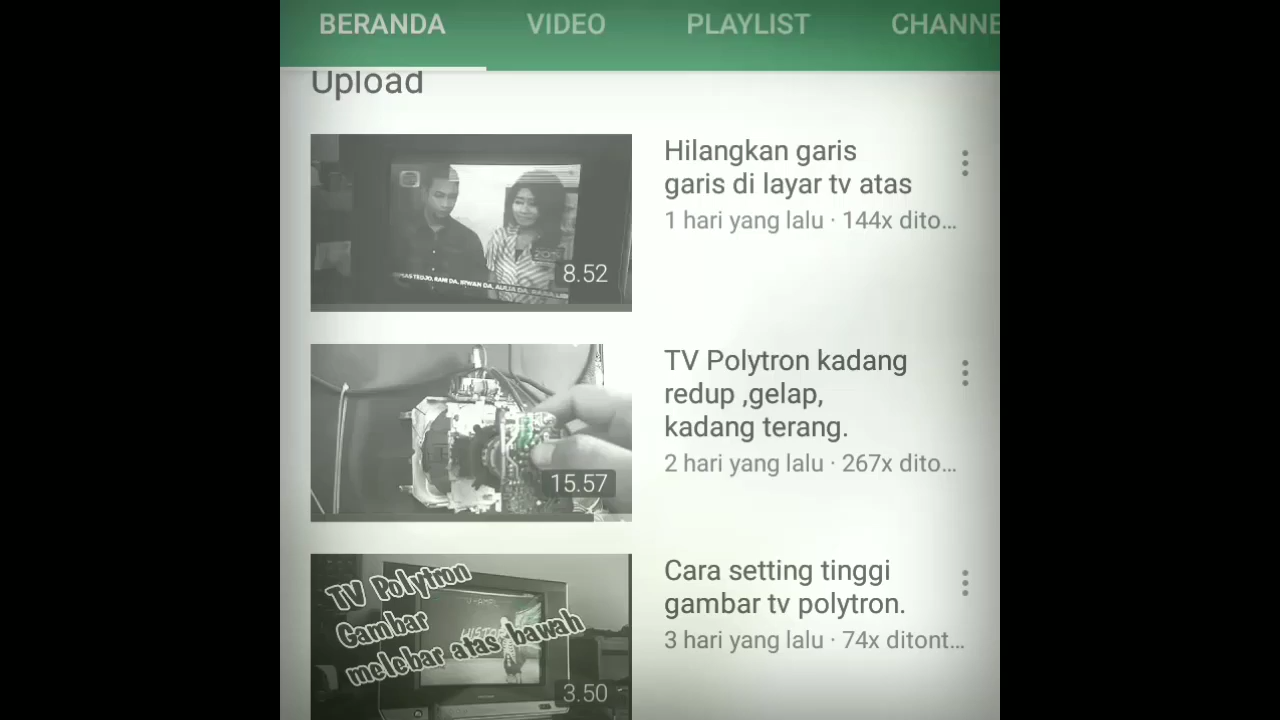 BERANDA VIDEO PLAYLIST CHANNE
Upload
Hilangkan garis
garis di layar tv atas
1 hari yang lalu · 144x dito...
8.52
TV Polytron kadang
redup ,gelap,
kadang terang.
2 hari yang lalu · 267x dito...
15.57
Cara setting tinggi
gambar tv polytron.
3 hari yang lalu · 74x ditont...
TV Polytron
Gambar
melebar atas bawah
3.50